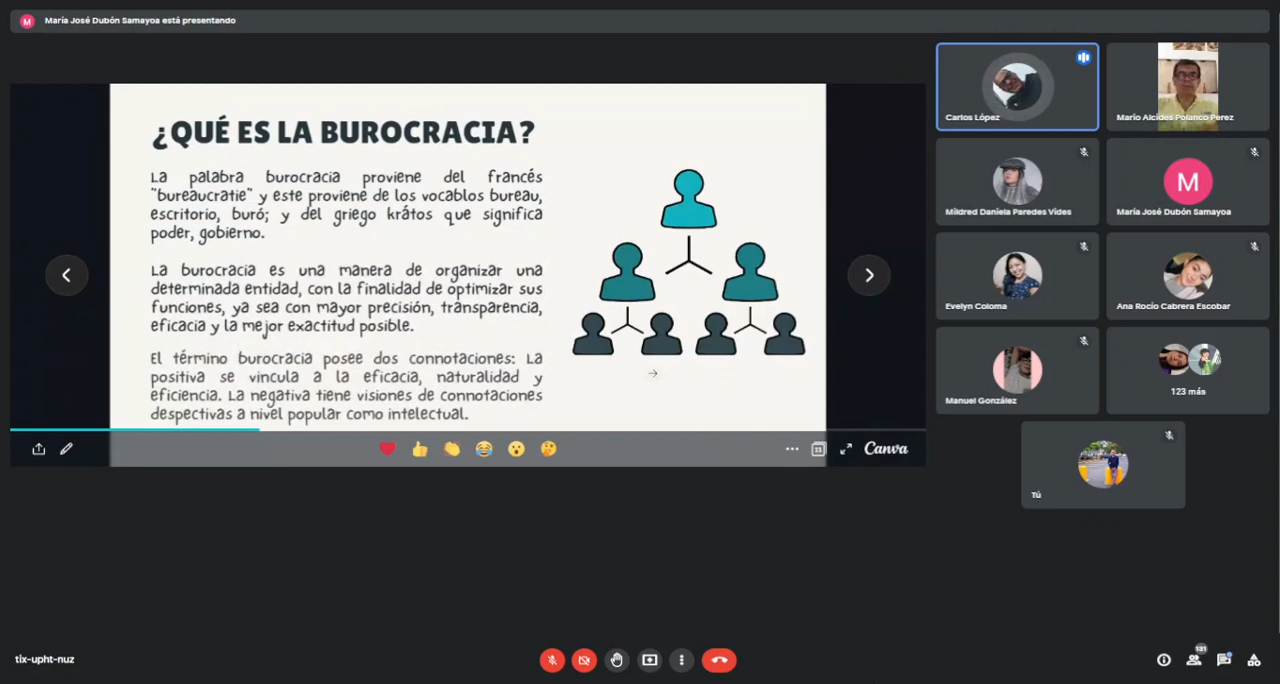 M María José Dubón Samayoa está presentando
¿QUÉ ES LA BUROCRACIA?
La palabra burocracia proviene del francés
"bureaucratie" y este proviene de los vocablos bureau,
escritorio, buró; y del griego krátos que significa
poder, gobierno.
La burocracia es una manera de organizar una
determinada entidad, con la finalidad de optimizar sus
funciones, ya sea con mayor precisión, transparencia,
eficacia y la mejor exactitud posible.
El término burocracia posee dos connotaciones: La
positiva se vincula a la eficacia, naturalidad y
eficiencia. La negativa tiene visiones de connotaciones
despectivas a nivel popular como intelectual.
11
Canva
Carlos López
Mario Alcides Polanco Perez
Mildred Daniela Paredes Vides
M
María José Dubón Samayoa
Evelyn Coloma
Ana Rocío Cabrera Escobar
Manuel González
123 más
Tú
tix-upht-nuz
131